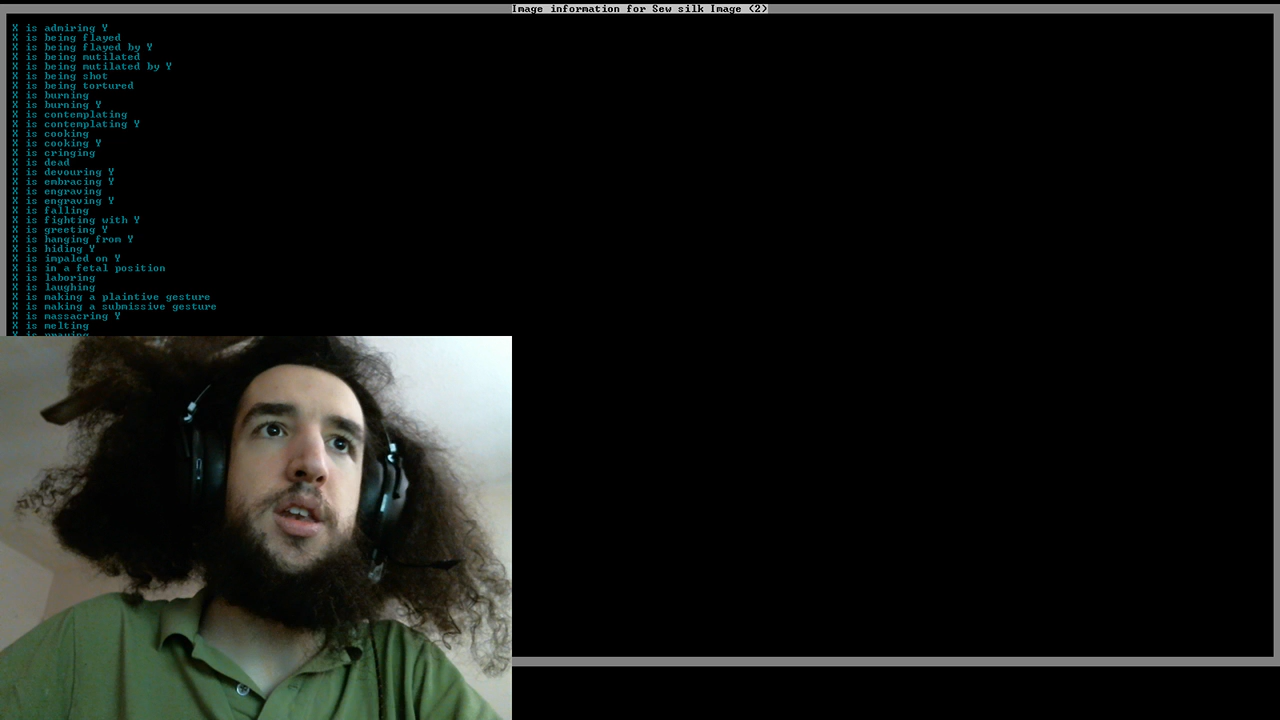 Image information for Sew silk Image (2)
X is admiring Y
X is being flayed
X is being flayed by Y
X is being mutilated
X is being mutilated by Y
X is being shot
X is being tortured
X is burning
X is burning Y
X is contemplating
X is contemplating Y
X is cooking
X is cooking Y
X is cringing
X is dead
X is devouring Y
X is embracing Y
X is engraving
X is engraving Y
X is falling
X is fighting with Y
X is greeting Y
X is hanging from Y
X is hiding Y
X is impaled on Y
X is in a fetal position
X is laboring
X is laughing
X is making a plaintive gesture
X is making a submissive gesture
X is massacring Y
X is melting
X is